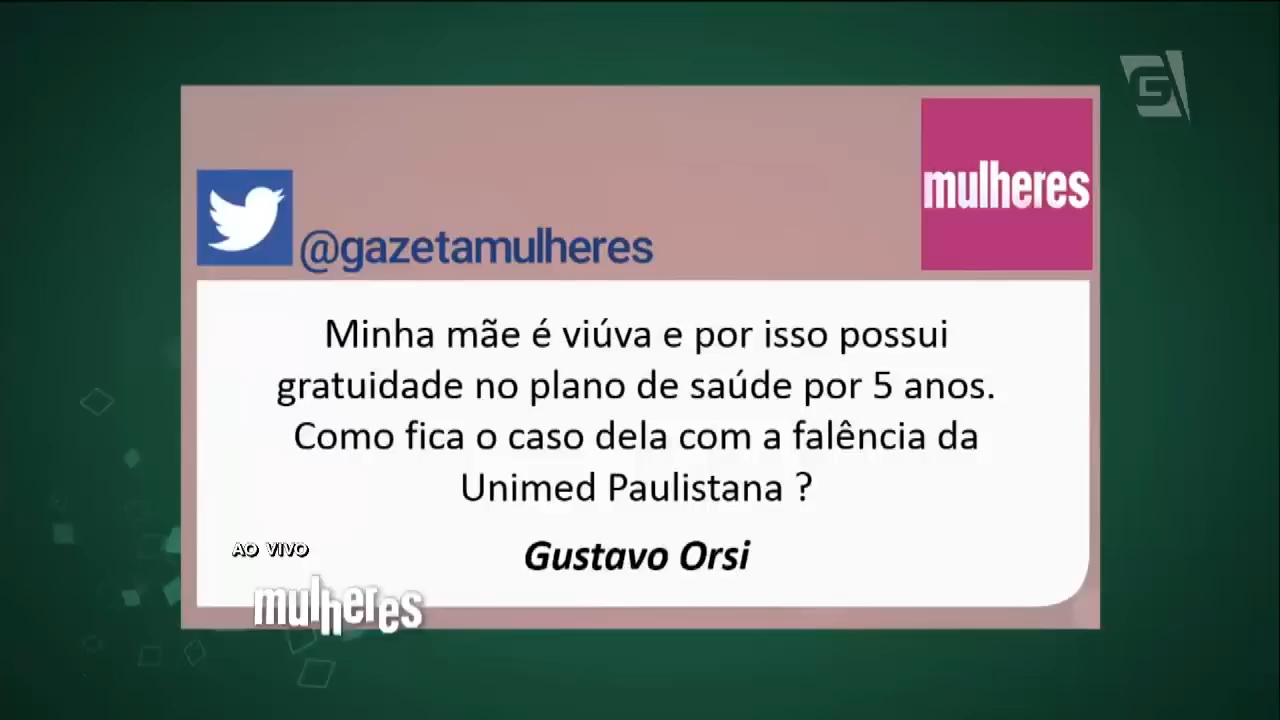 G
mulheres
@gazetamulheres
Minha mãe é viúva e por isso possui
gratuidade no plano de saúde por 5 anos.
Como fica o caso dela com a falência da
Unimed Paulistana ?
Gustavo Orsi
AO VIVO
mulheres